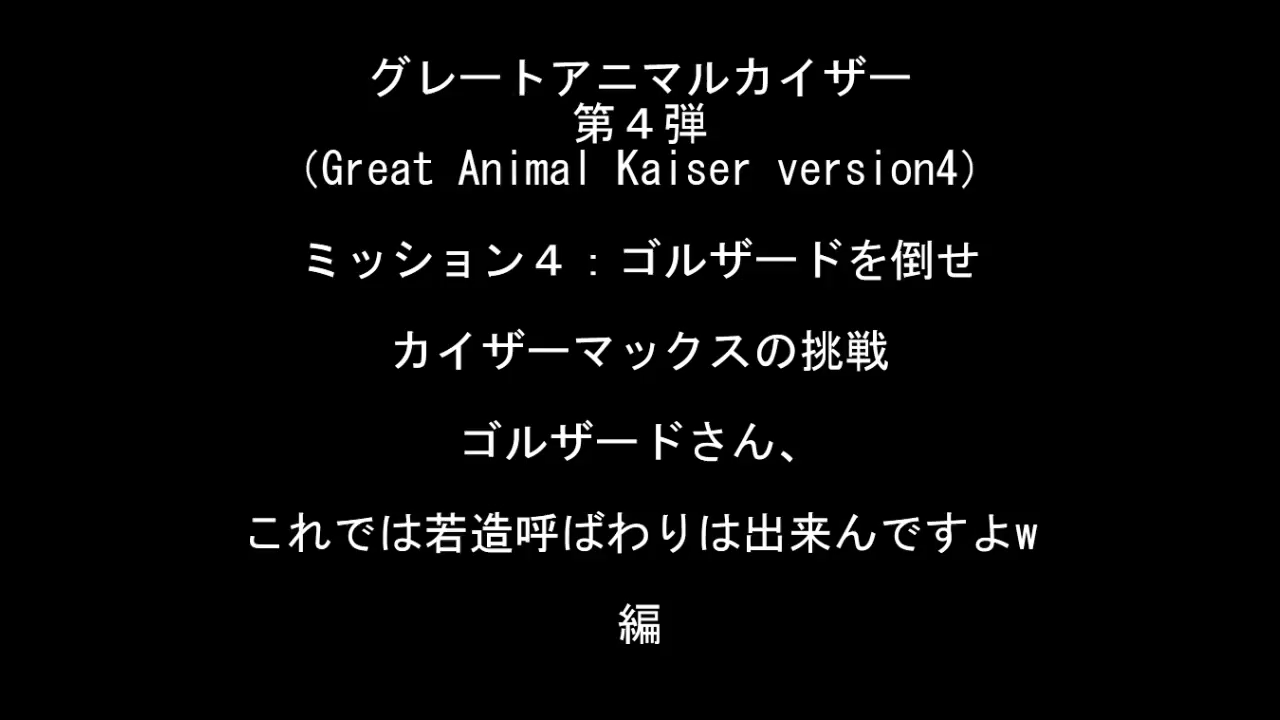 グレートアニマルカイザー
第４弾
(Great Animal Kaiser version4)
ミッション４：ゴルザードを倒せ
カイザーマックスの挑戦
ゴルザードさん、
これでは若造呼ばわりは出来んですよw
編